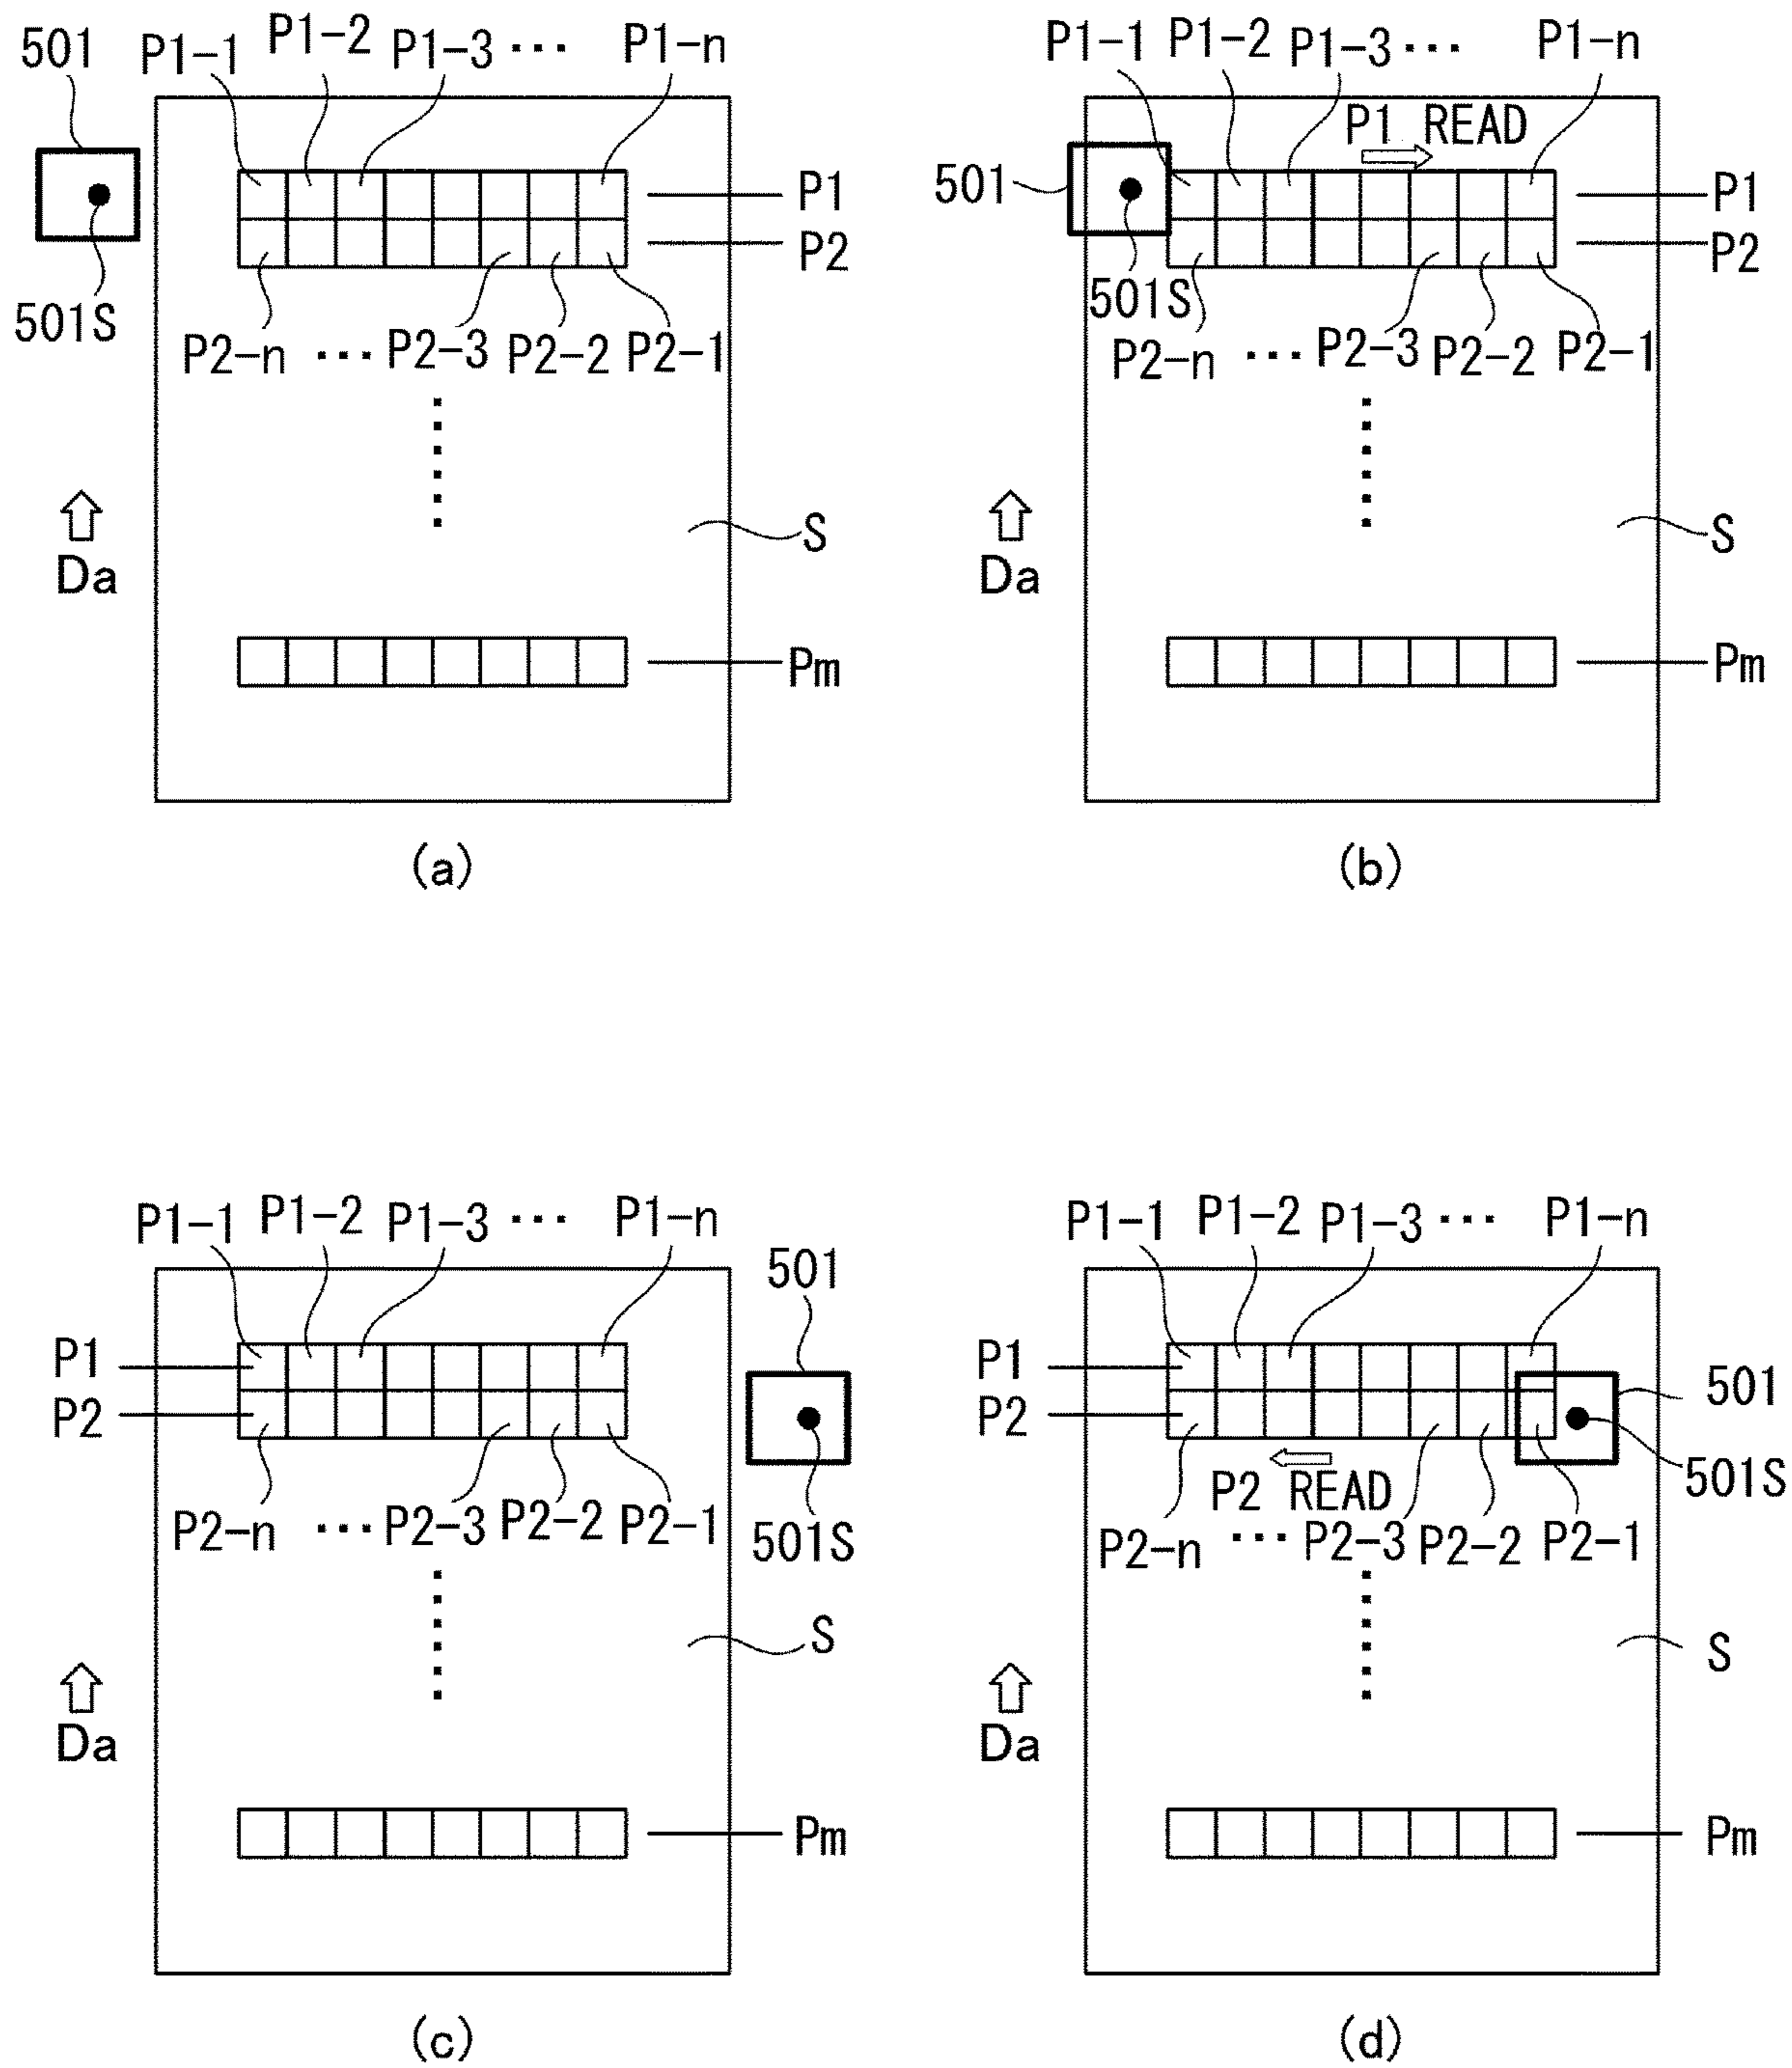 501 P1-1 P1-2 P1-3 ... P1-n
P1
P2
501S
P2-n ... P2-3 P2-2 P2-1
S
Da
Pm
(a)
P1-1 P1-2 P1-3 ... P1-n
P1 READ
501
P1
P2
501S
P2-n ... P2-3 P2-2 P2-1
S
Da
Pm
(b)
P1-1 P1-2 P1-3 ... P1-n
501
P1
P2
501S
P2-n ... P2-3 P2-2 P2-1
S
Da
Pm
(c)
P1-1 P1-2 P1-3 ... P1-n
P1
501
P2
501S
P2 READ
P2-n ... P2-3 P2-2 P2-1
S
Da
Pm
(d)